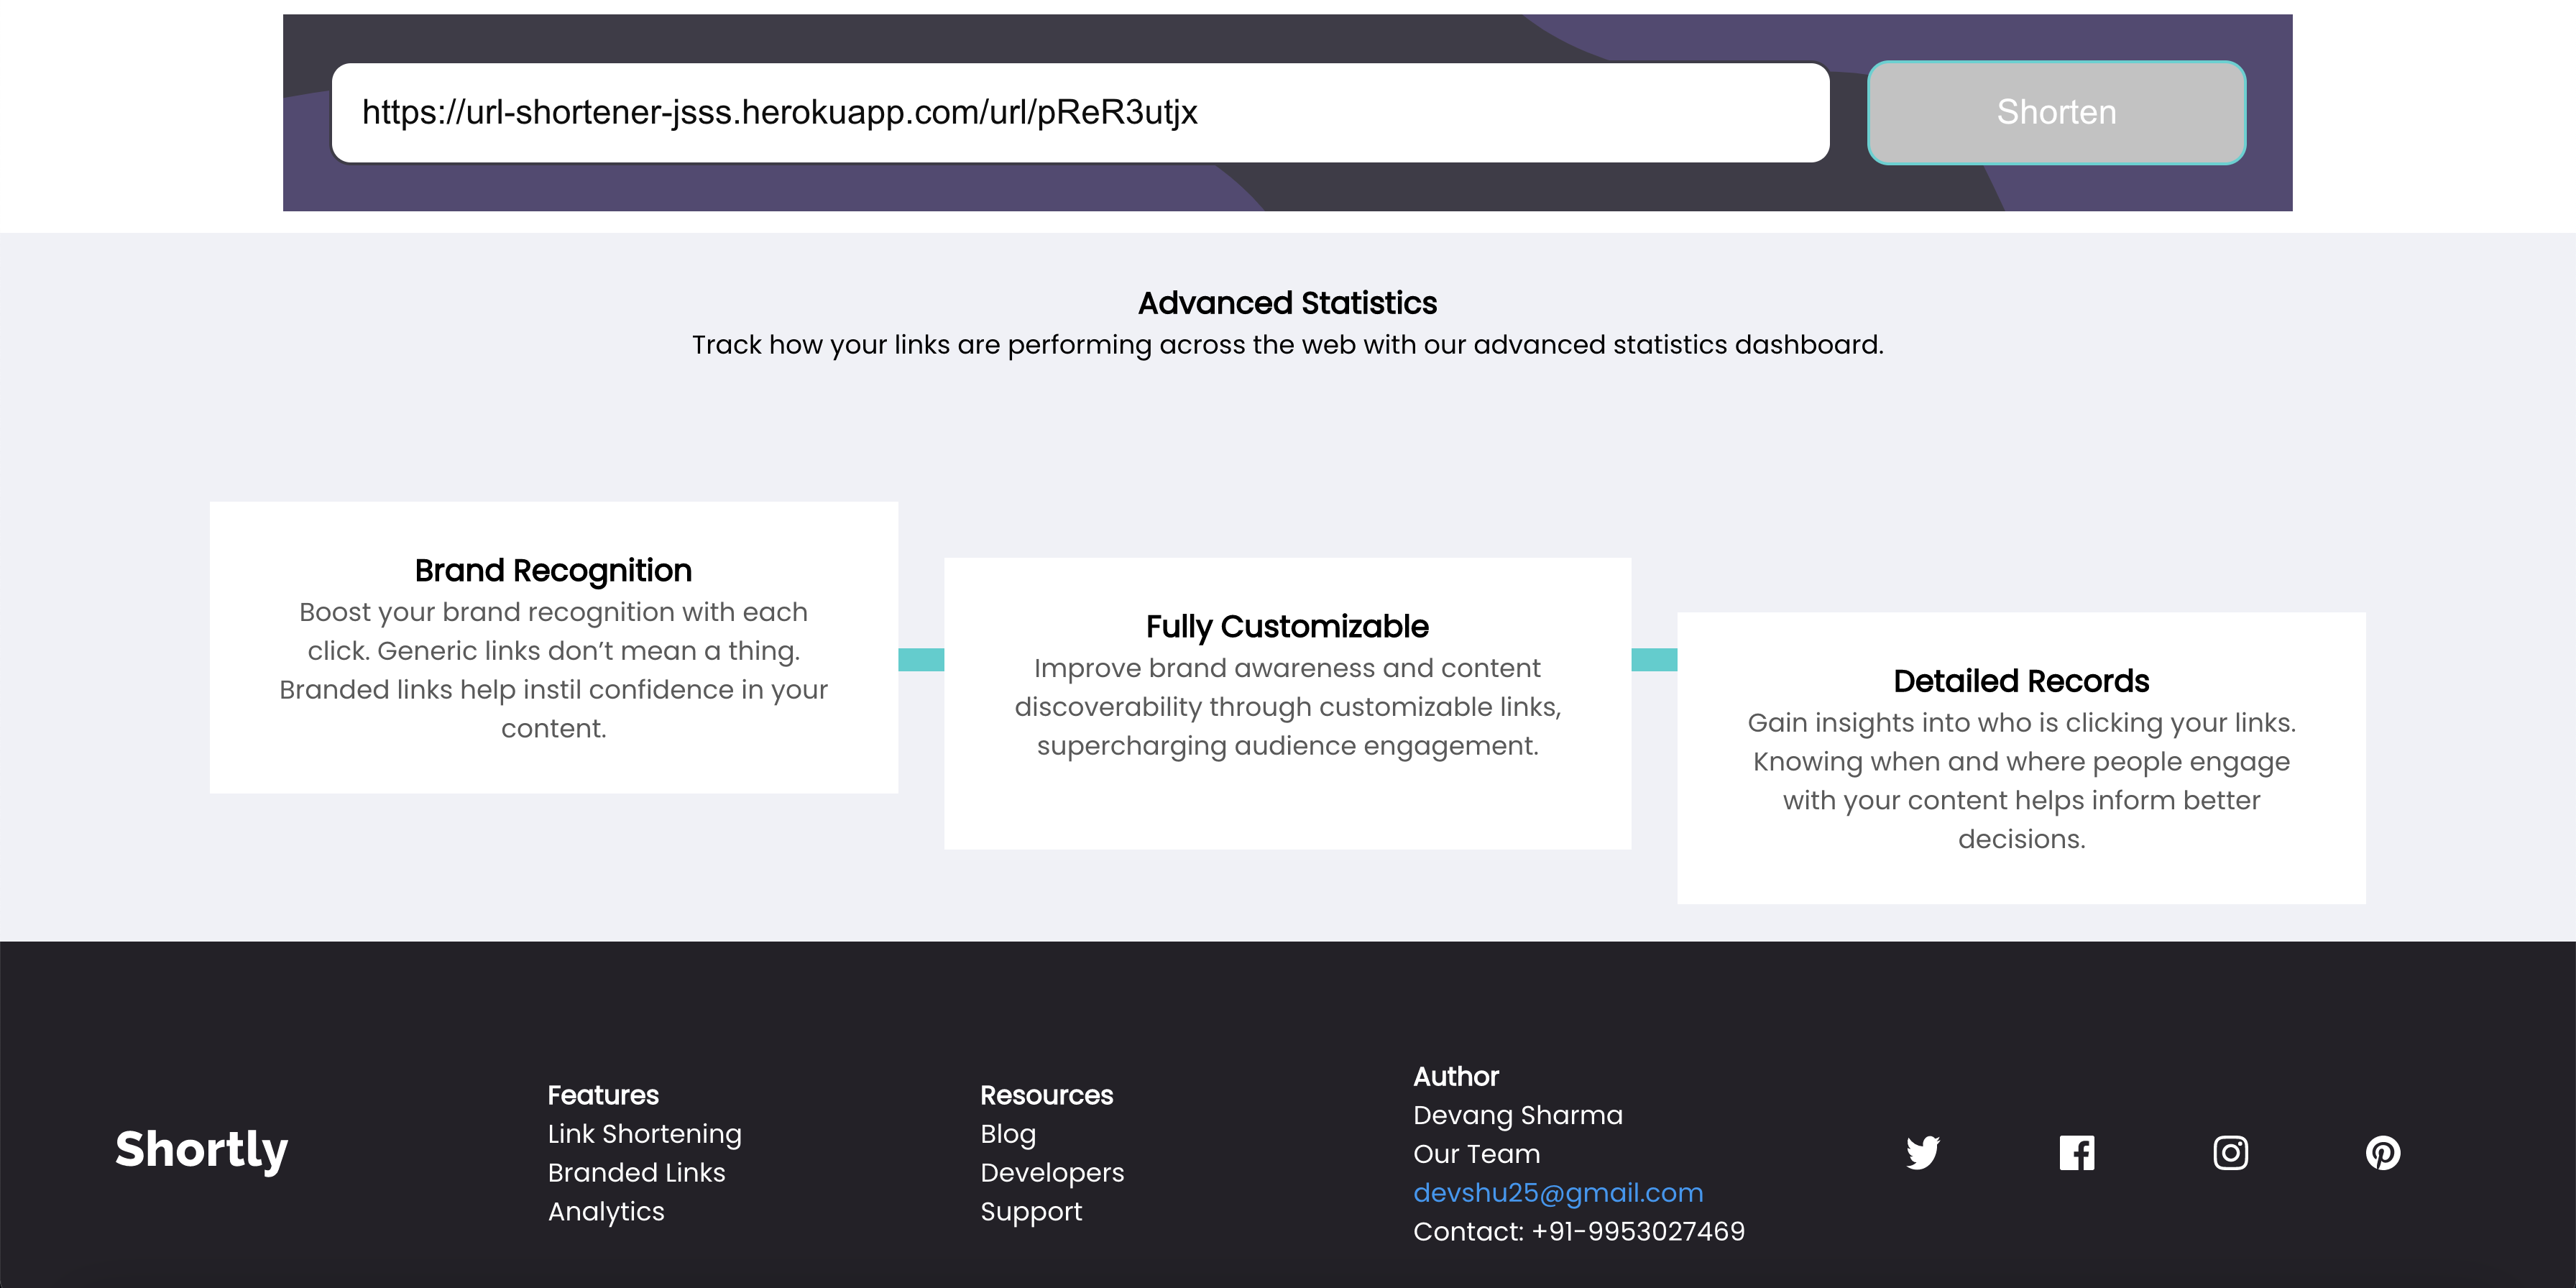 https://url-shortener-jsss.herokuapp.com/url/pReR3utjx
Shorten
Advanced Statistics
Track how your links are performing across the web with our advanced statistics dashboard.
Brand Recognition
Boost your brand recognition with each
click. Generic links don’t mean a thing.
Branded links help instil confidence in your
content.
Fully Customizable
Improve brand awareness and content
discoverability through customizable links,
supercharging audience engagement.
Detailed Records
Gain insights into who is clicking your links.
Knowing when and where people engage
with your content helps inform better
decisions.
Shortly
Features
Link Shortening
Branded Links
Analytics
Resources
Blog
Developers
Support
Author
Devang Sharma
Our Team
devshu25@gmail.com
Contact: +91-9953027469